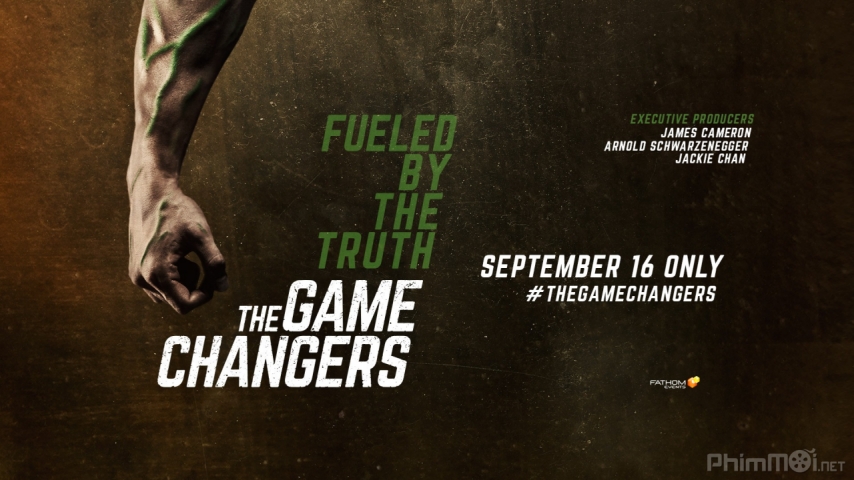 FUELED
BY
THE
TRUTH
THE GAME
CHANGERS
EXECUTIVE PRODUCERS
JAMES CAMERON
ARNOLD SCHWARZENEGGER
JACKIE CHAN
SEPTEMBER 16 ONLY
#THEGAMECHANGERS
FATHOM
EVENTS
PHIMMOI.NET